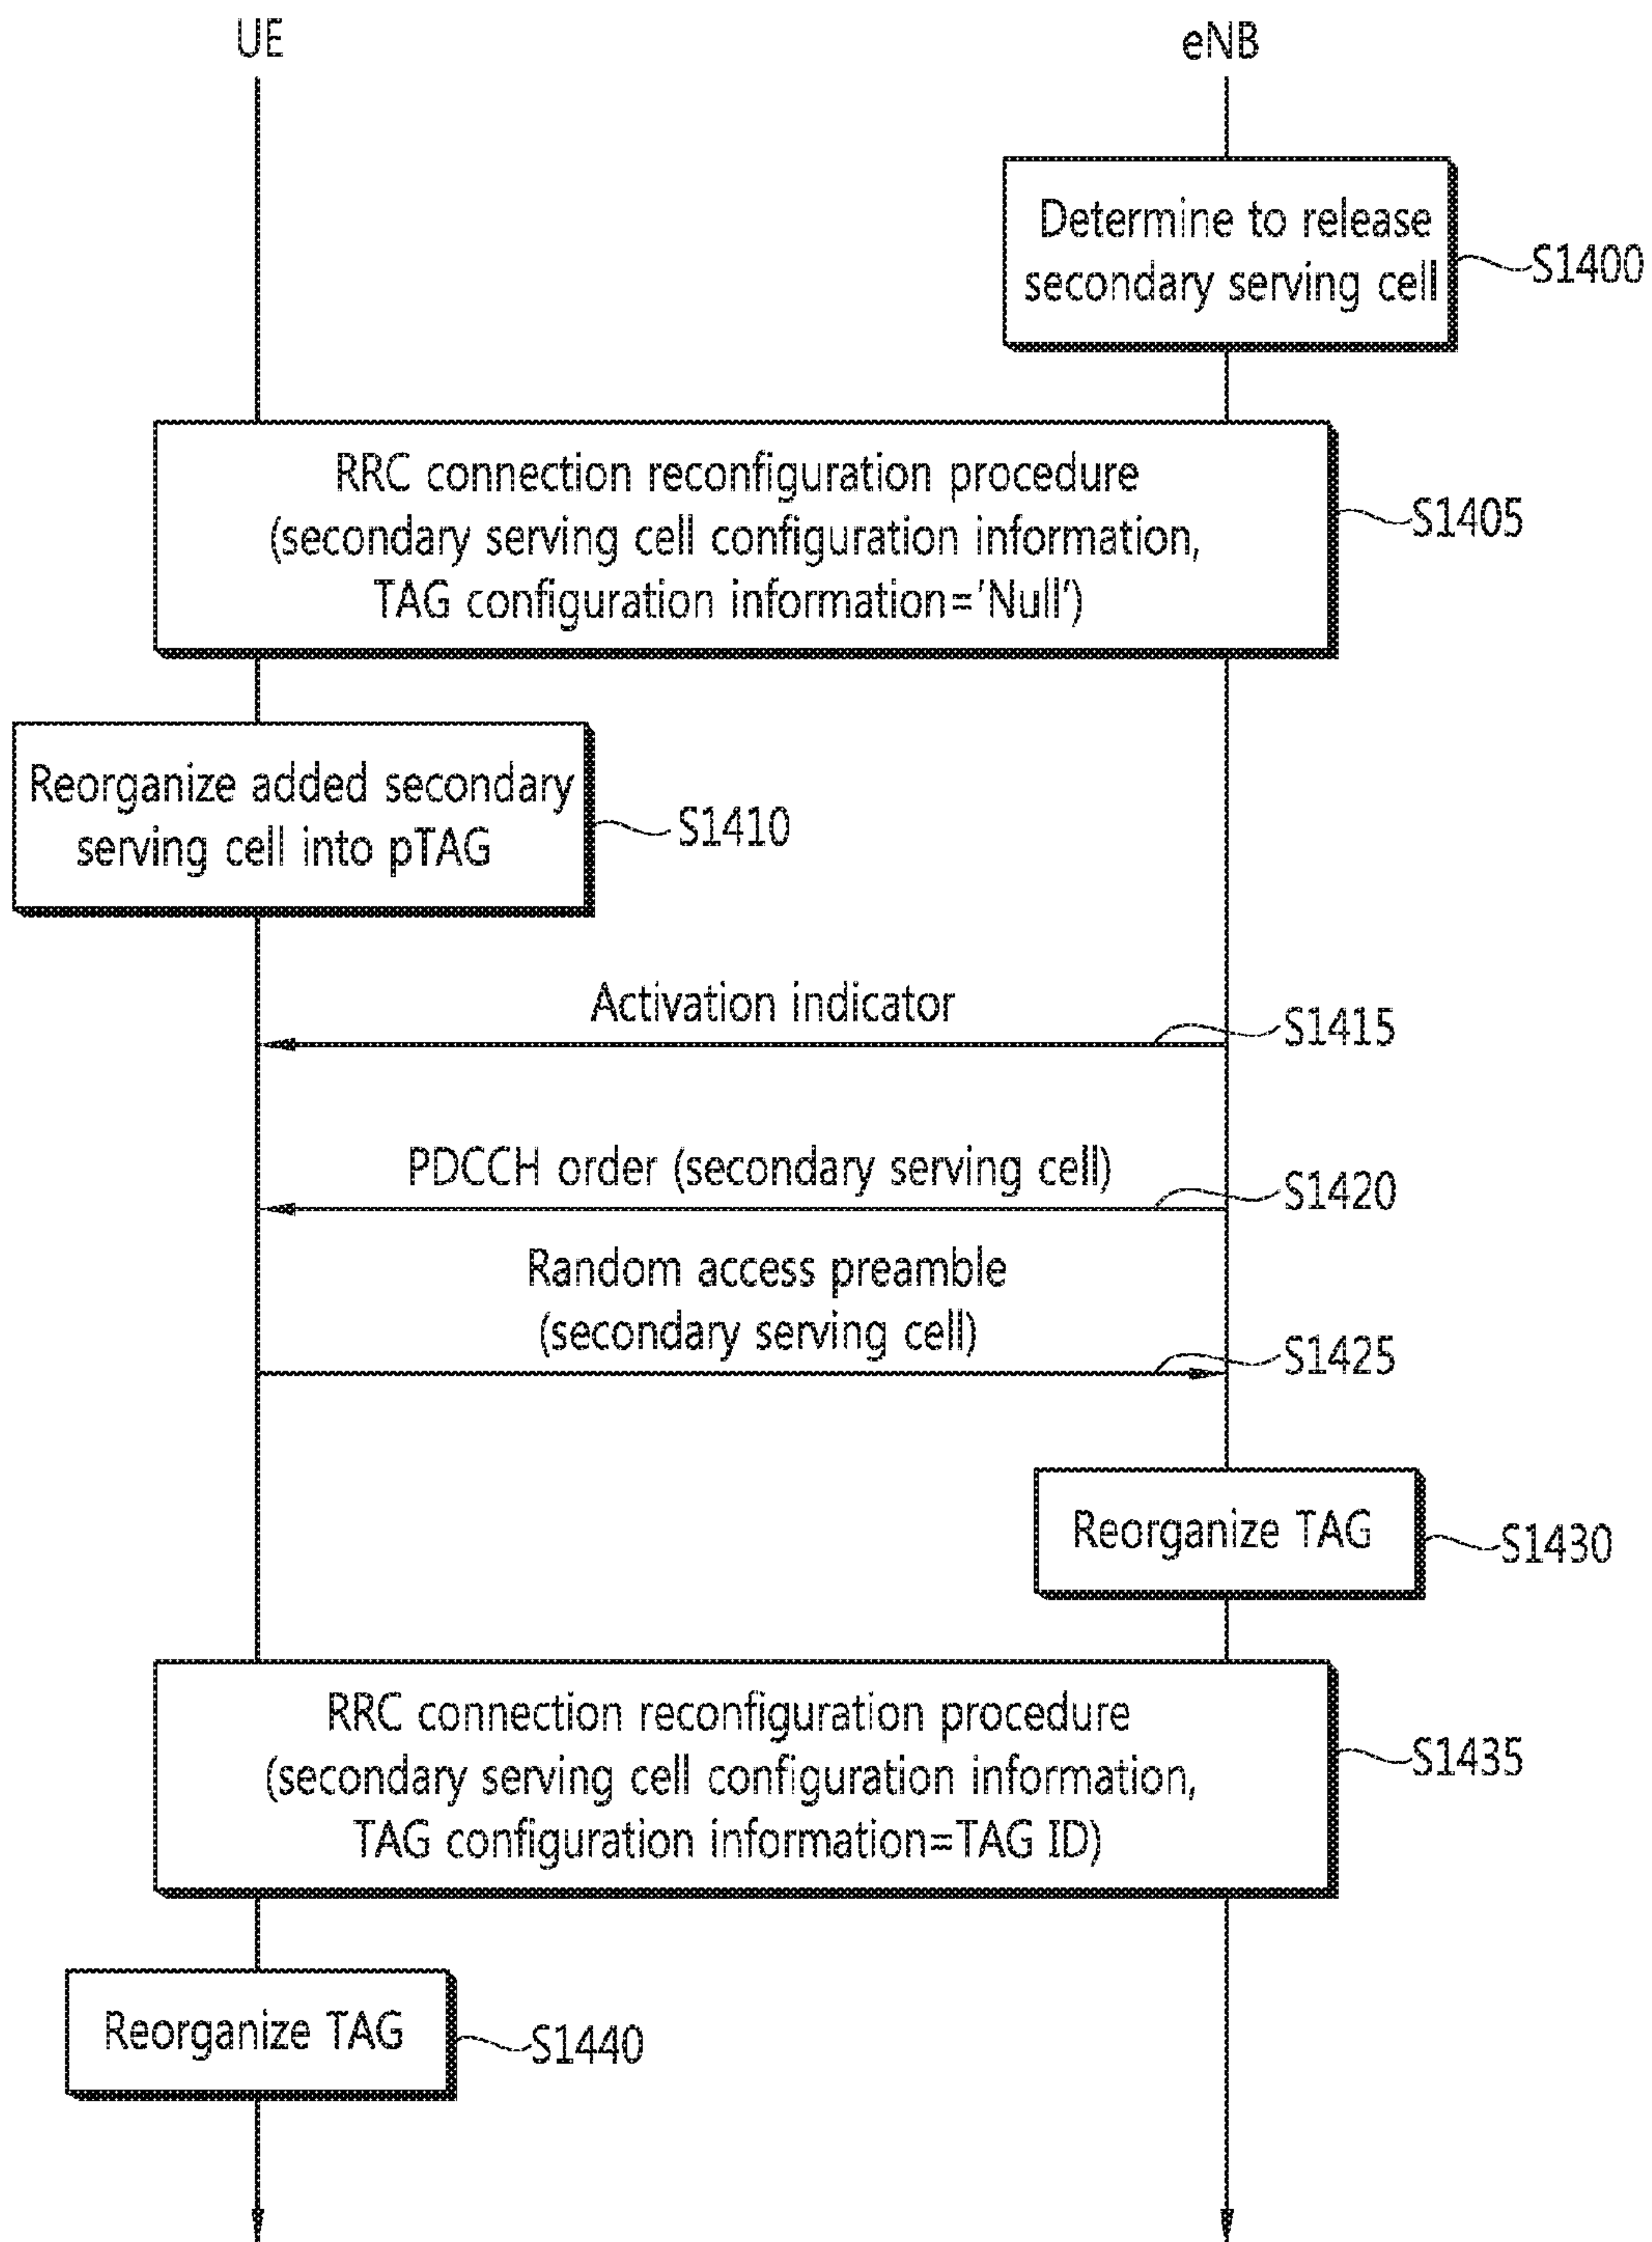 UE
eNB
Determine to release
secondary serving cell
S1400
RRC connection reconfiguration procedure
(secondary serving cell configuration information,
TAG configuration information='Null')
S1405
Reorganize added secondary
serving cell into pTAG
S1410
Activation indicator
S1415
PDCCH order (secondary serving cell)
S1420
Random access preamble
(secondary serving cell)
S1425
Reorganize TAG
S1430
RRC connection reconfiguration procedure
(secondary serving cell configuration information,
TAG configuration information=TAG ID)
S1435
Reorganize TAG
S1440